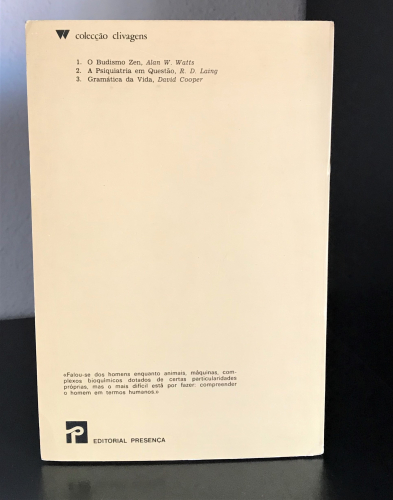 colecção clivagens
1. O Budismo Zen, Alan W. Watts
2. A Psiquiatria em Questão, R. D. Laing
3. Gramática da Vida, David Cooper
«Falou-se dos homens enquanto animais, máquinas, com-
plexos bioquímicos dotados de certas particularidades
próprias, mas o mais difícil está por fazer: compreender
o homem em termos humanos.»
EDITORIAL PRESENÇA